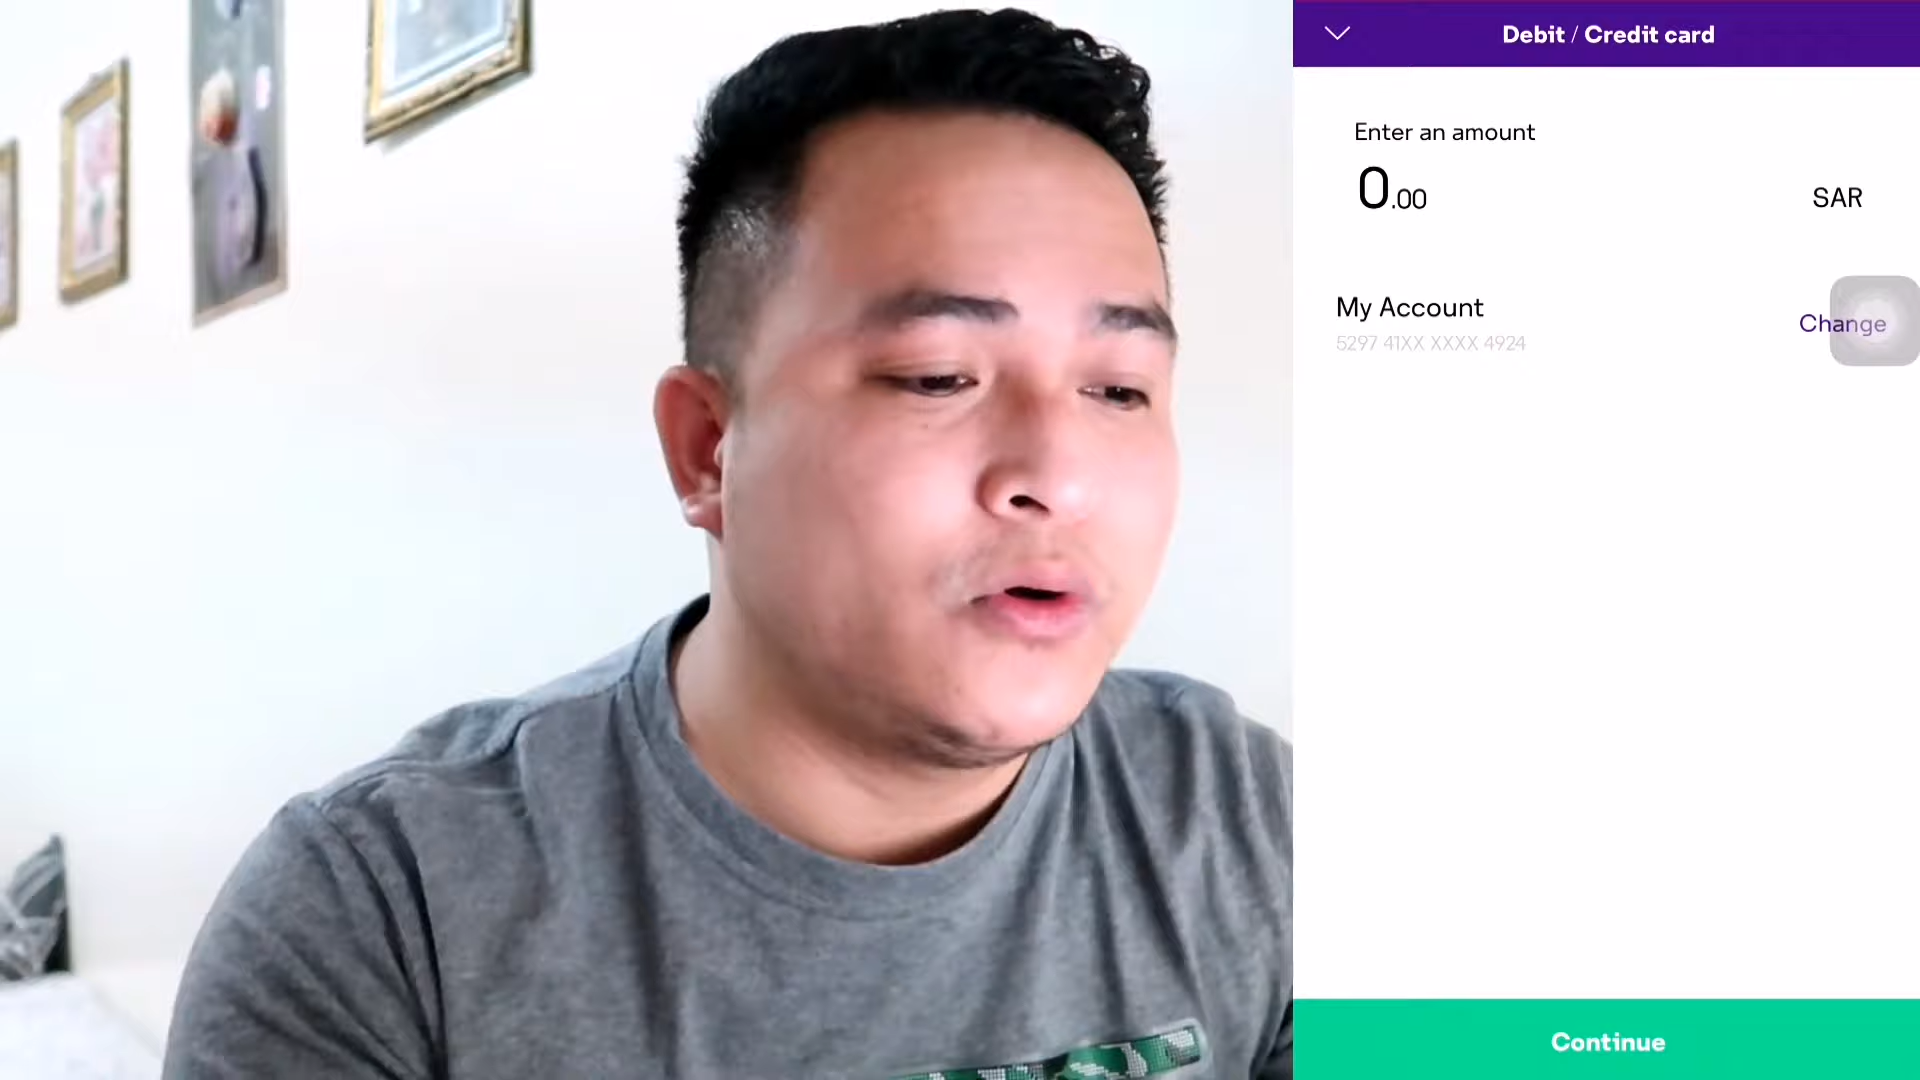 Debit / Credit card
Enter an amount
0.00
SAR
My Account
Change
5297 41XX XXXX 4924
Continue